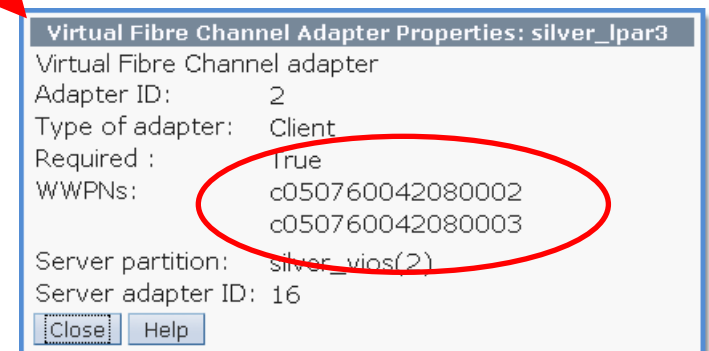 Virtual Fibre Channel Adapter Properties: silver_lpar3
Virtual Fibre Channel adapter
Adapter ID: 2
Type of adapter: Client
Required : True
WWPNs: c050760042080002
c050760042080003
Server partition: silver_vios(2)
Server adapter ID: 16
Close Help